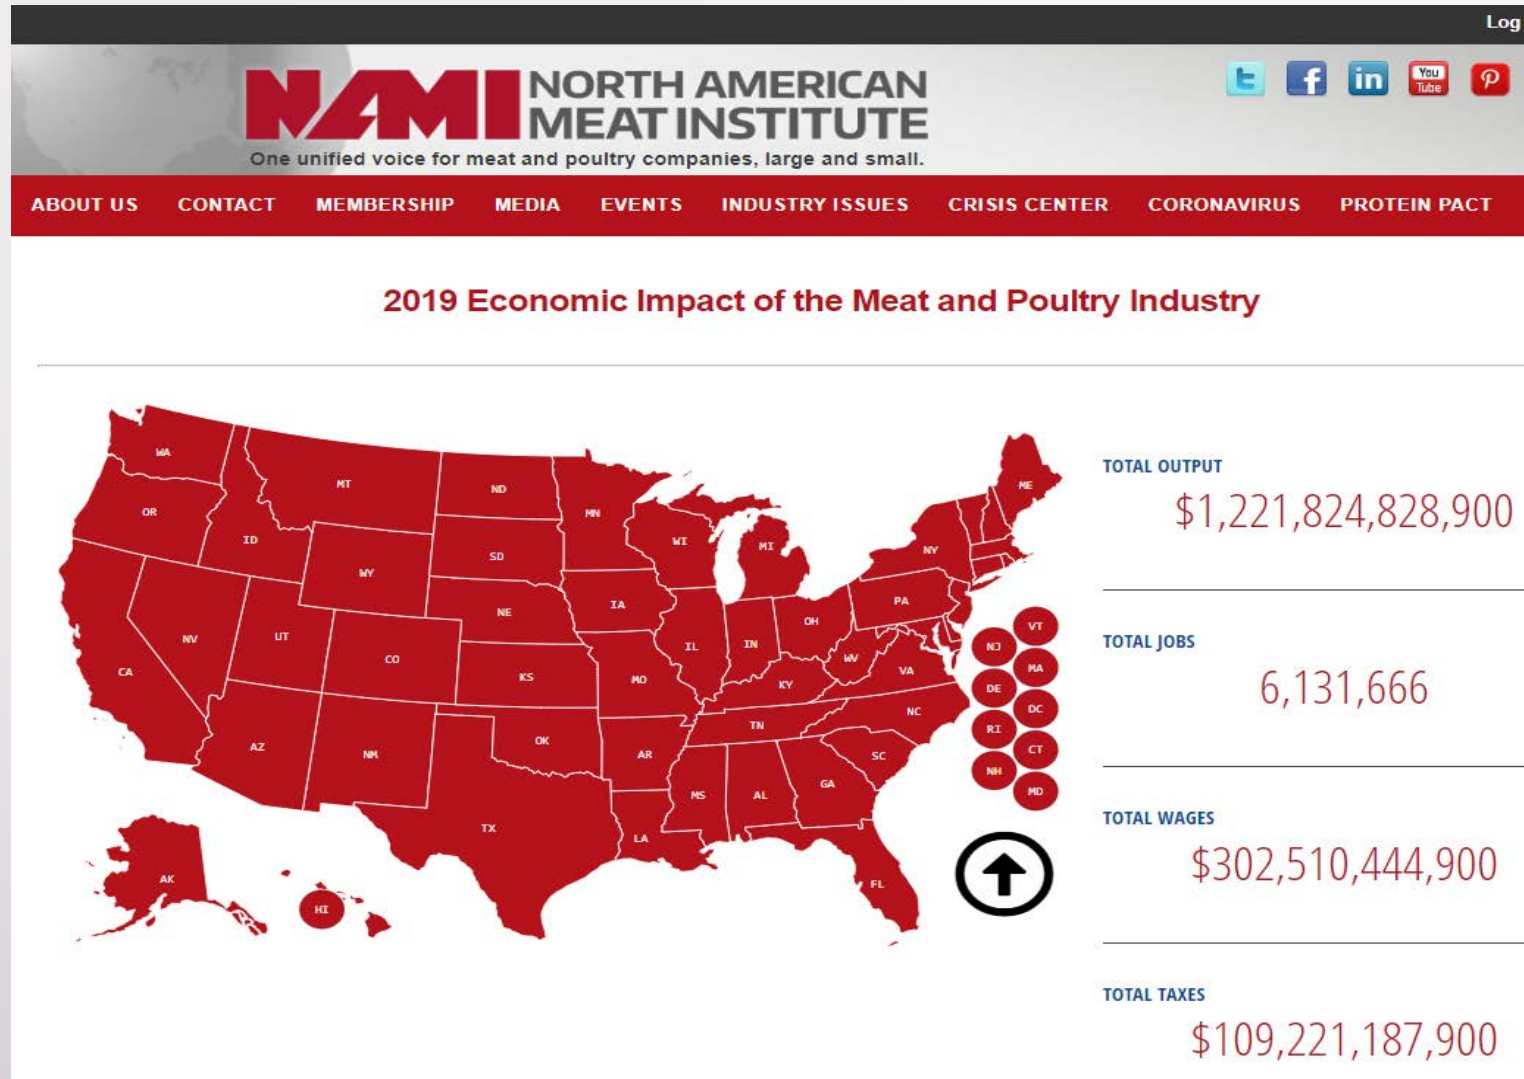 Log
NAMI NORTH AMERICAN
MEAT INSTITUTE
One unified voice for meat and poultry companies, large and small.
You
Tube
ABOUT US CONTACT MEMBERSHIP MEDIA EVENTS INDUSTRY ISSUES CRISIS CENTER CORONAVIRUS PROTEIN PACT
2019 Economic Impact of the Meat and Poultry Industry
WA
MT
ND
ME
OR
MN
ID
WI
MI
NY
SD
WY
NE
IA
PA
OH
NV
UT
CO
IL
IN
WV
VA
CA
KS
MO
KY
NC
TN
AZ
NM
OK
AR
SC
MS
AL
GA
TX
LA
FL
AK
HI
VT
NJ
MA
DE
DC
RI
CT
NH
MD
TOTAL OUTPUT
$1,221,824,828,900
TOTAL JOBS
6,131,666
TOTAL WAGES
$302,510,444,900
TOTAL TAXES
$109,221,187,900